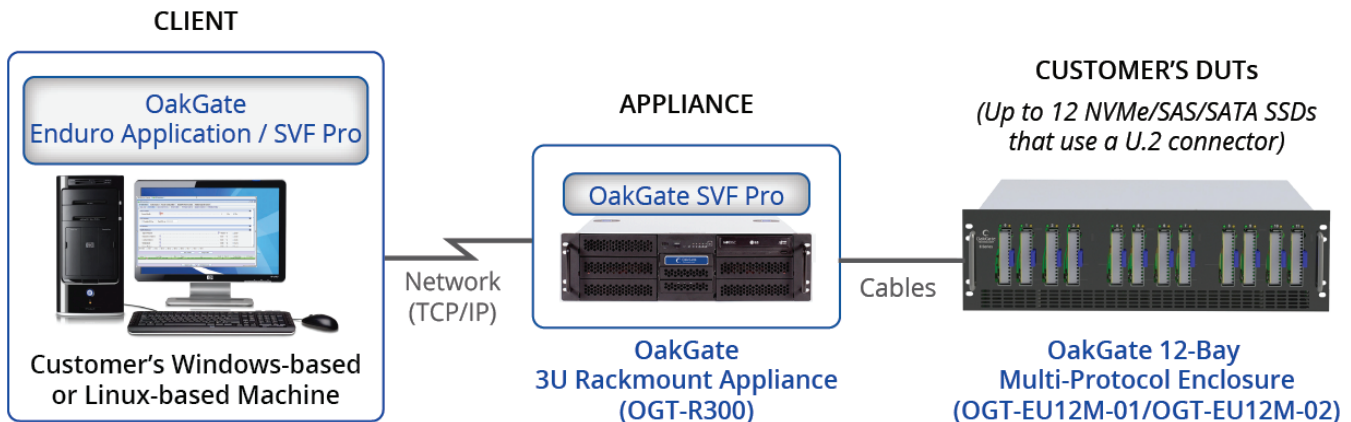 CLIENT
OakGate
Enduro Application / SVF Pro
Customer's Windows-based
or Linux-based Machine
Network
(TCP/IP)
APPLIANCE
OakGate SVF Pro
OakGate
3U Rackmount Appliance
(OGT-R300)
Cables
CUSTOMER'S DUTs
(Up to 12 NVMe/SAS/SATA SSDs
that use a U.2 connector)
OakGate 12-Bay
Multi-Protocol Enclosure
(OGT-EU12M-01/OGT-EU12M-02)